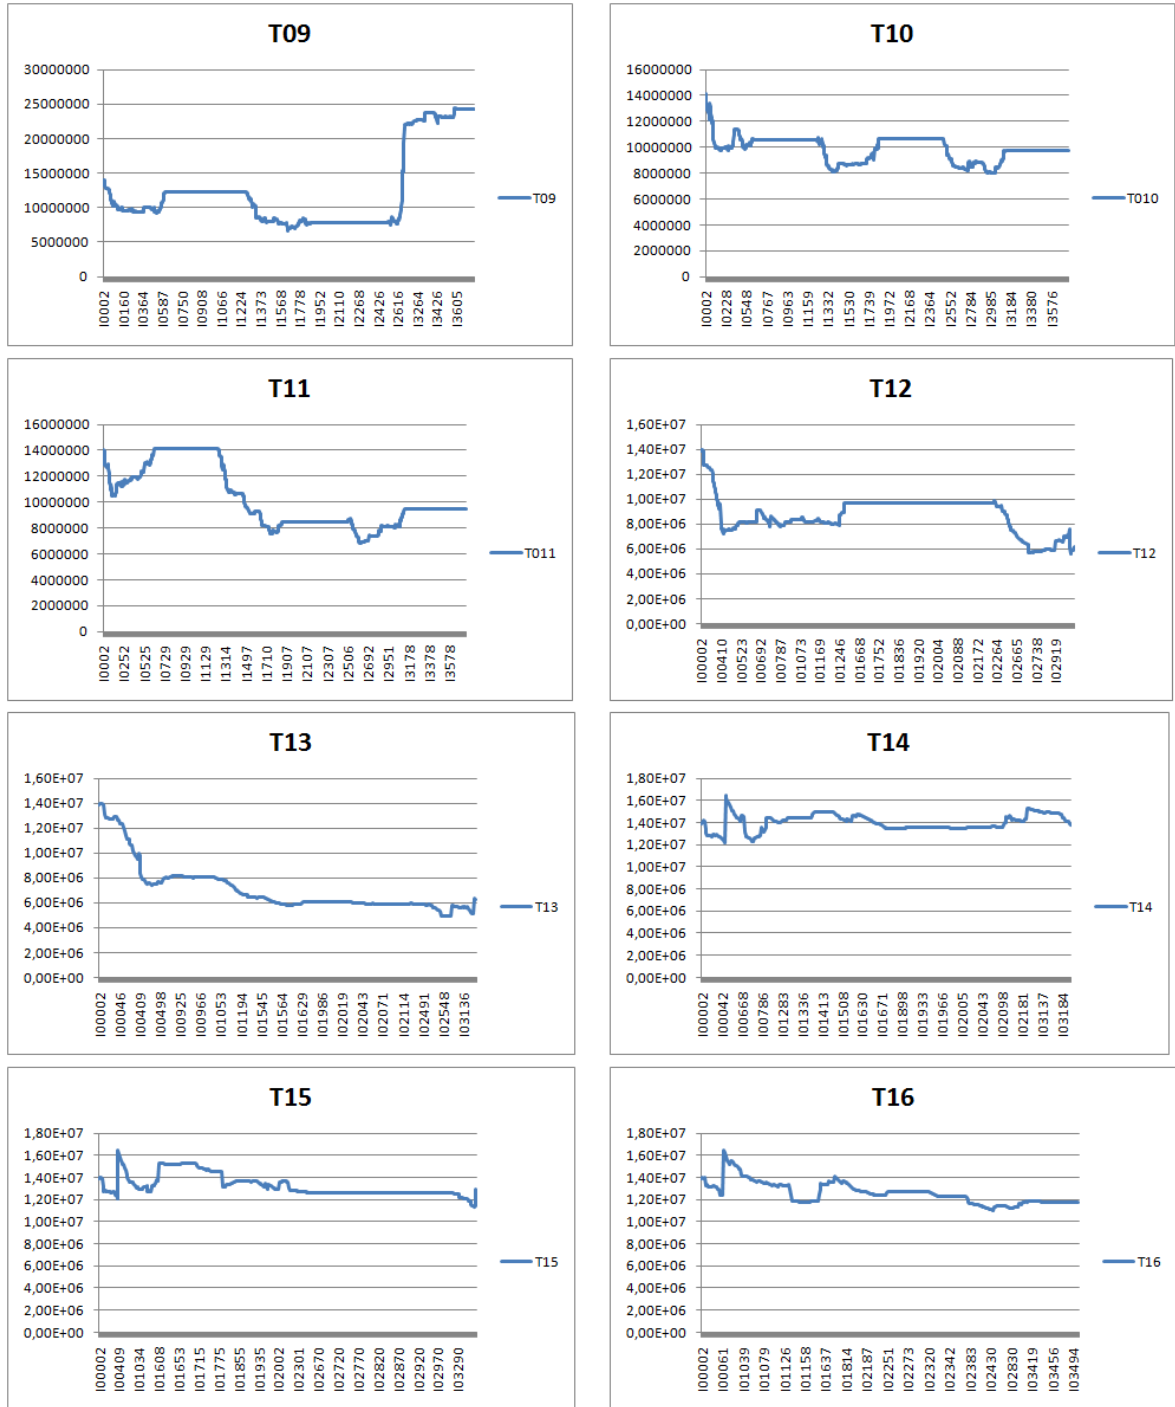 T09
30000000
25000000
20000000
15000000
10000000
5000000
0
T09
I0002
I0160
I0364
I0587
I0750
I0908
I1066
I1224
I1373
I1568
I1778
I1952
I2110
I2268
I2426
I2616
I3264
I3426
I3605
T10
16000000
14000000
12000000
10000000
8000000
6000000
4000000
2000000
0
T010
I0002
I0228
I0548
I0767
I0963
I1159
I1332
I1530
I1739
I1972
I2168
I2364
I2552
I2784
I2985
I3184
I3380
I3576
T11
16000000
14000000
12000000
10000000
8000000
6000000
4000000
2000000
0
T011
I0002
I0252
I0525
I0729
I0929
I1129
I1314
I1497
I1710
I1907
I2107
I2307
I2506
I2692
I2951
I3178
I3378
I3578
T12
1,60E+07
1,40E+07
1,20E+07
1,00E+07
8,00E+06
6,00E+06
4,00E+06
2,00E+06
0,00E+00
T12
I00002
I00410
I00523
I00692
I00787
I01073
I01169
I01246
I01668
I01752
I01836
I01920
I02004
I02088
I02172
I02264
I02665
I02738
I02919
T13
1,60E+07
1,40E+07
1,20E+07
1,00E+07
8,00E+06
6,00E+06
4,00E+06
2,00E+06
0,00E+00
T13
I00002
I00046
I00409
I00498
I00925
I00966
I01053
I01194
I01545
I01564
I01629
I01986
I02019
I02043
I02071
I02114
I02491
I02548
I03136
T14
1,80E+07
1,60E+07
1,40E+07
1,20E+07
1,00E+07
8,00E+06
6,00E+06
4,00E+06
2,00E+06
0,00E+00
T14
I00002
I00042
I00668
I00786
I01283
I01336
I01413
I01508
I01630
I01671
I01898
I01933
I01966
I02005
I02043
I02098
I02181
I03137
I03184
T15
1,80E+07
1,60E+07
1,40E+07
1,20E+07
1,00E+07
8,00E+06
6,00E+06
4,00E+06
2,00E+06
0,00E+00
T15
I00002
I00409
I01034
I01608
I01653
I01715
I01775
I01855
I01935
I02002
I02301
I02670
I02720
I02770
I02820
I02870
I02920
I02970
I03290
T16
1,80E+07
1,60E+07
1,40E+07
1,20E+07
1,00E+07
8,00E+06
6,00E+06
4,00E+06
2,00E+06
0,00E+00
T16
I00002
I00061
I01039
I01079
I01126
I01158
I01637
I01814
I02187
I02251
I02273
I02320
I02342
I02383
I02430
I02830
I03419
I03456
I03494